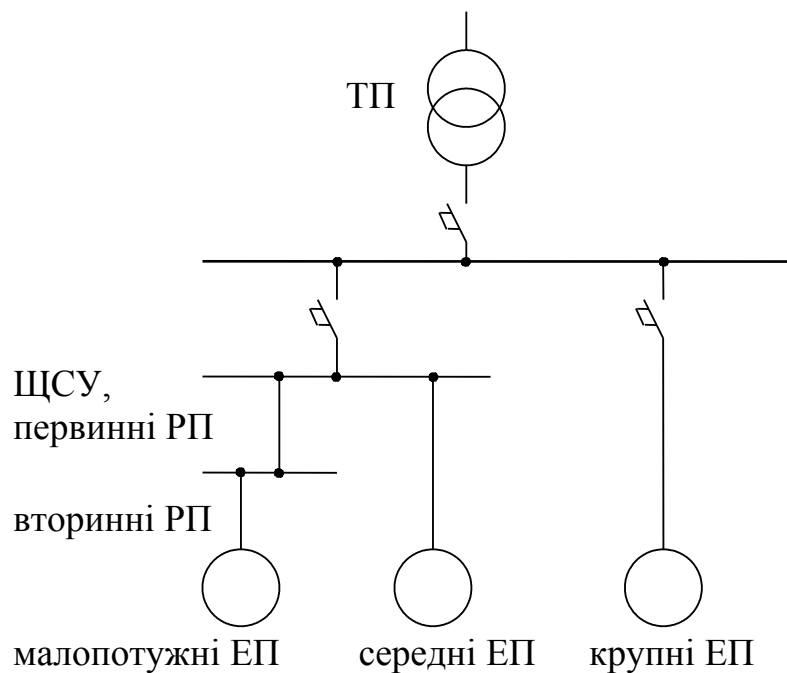 ТП
ЩСУ,
первинні РП
вторинні РП
малопотужні ЕП
середні ЕП
крупні ЕП